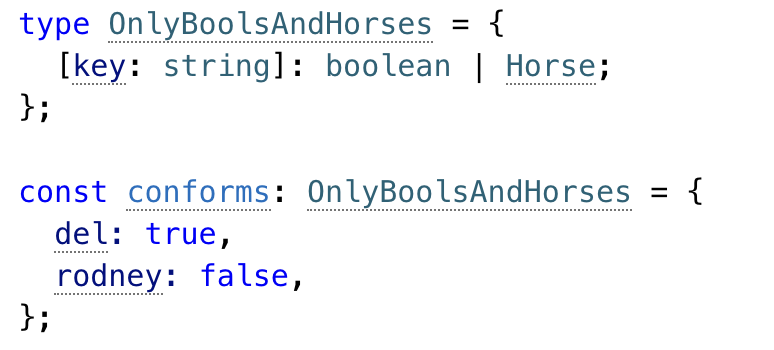 type OnlyBoolsAndHorses = {
  [key: string]: boolean | Horse;
};

const conforms: OnlyBoolsAndHorses = {
  del: true,
  rodney: false,
};